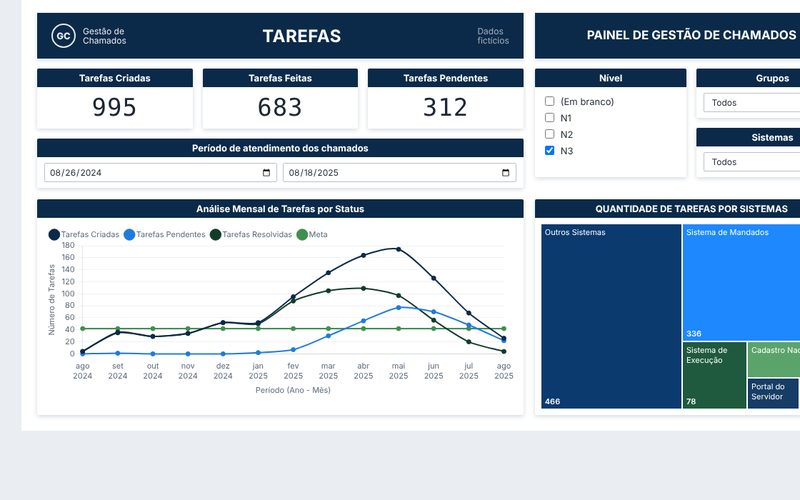 GC
Gestão de
Chamados
TAREFAS
Dados
fictícios
PAINEL DE GESTÃO DE CHAMADOS
Tarefas Criadas
995
Tarefas Feitas
683
Tarefas Pendentes
312
Período de atendimento dos chamados
08/26/2024
08/18/2025
Nível
(Em branco)
N1
N2
N3
Grupos
Todos
Sistemas
Todos
Análise Mensal de Tarefas por Status
Tarefas Criadas
Tarefas Pendentes
Tarefas Resolvidas
Meta
Número de Tarefas
180
160
140
120
100
80
60
40
20
0
ago
2024
set
2024
out
2024
nov
2024
dez
2024
jan
2025
fev
2025
mar
2025
abr
2025
mai
2025
jun
2025
jul
2025
ago
2025
Período (Ano - Mês)
QUANTIDADE DE TAREFAS POR SISTEMAS
Outros Sistemas
466
Sistema de Mandados
336
Sistema de
Execução
78
Cadastro Nac
Portal do
Servidor